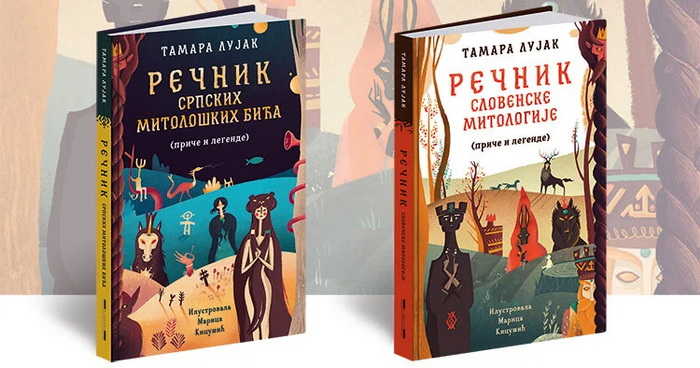 ТАМАРА ЛУЈАК
РЕЧНИК
СРПСКИХ
МИТОЛОШКИХ БИЋА
(приче и легенде)
Илустровала
Марица
Кицушић
ТАМАРА ЛУЈАК
РЕЧНИК
СРПСКИХ МИТОЛОШКИХ БИЋА
ТАМАРА ЛУЈАК
РЕЧНИК
СЛОВЕНСКЕ
МИТОЛОГИЈЕ
(приче и легенде)
Илустровала
Марица
Кицушић
ТАМАРА ЛУЈАК
РЕЧНИК
СЛОВЕНСКЕ МИТОЛОГИЈЕ